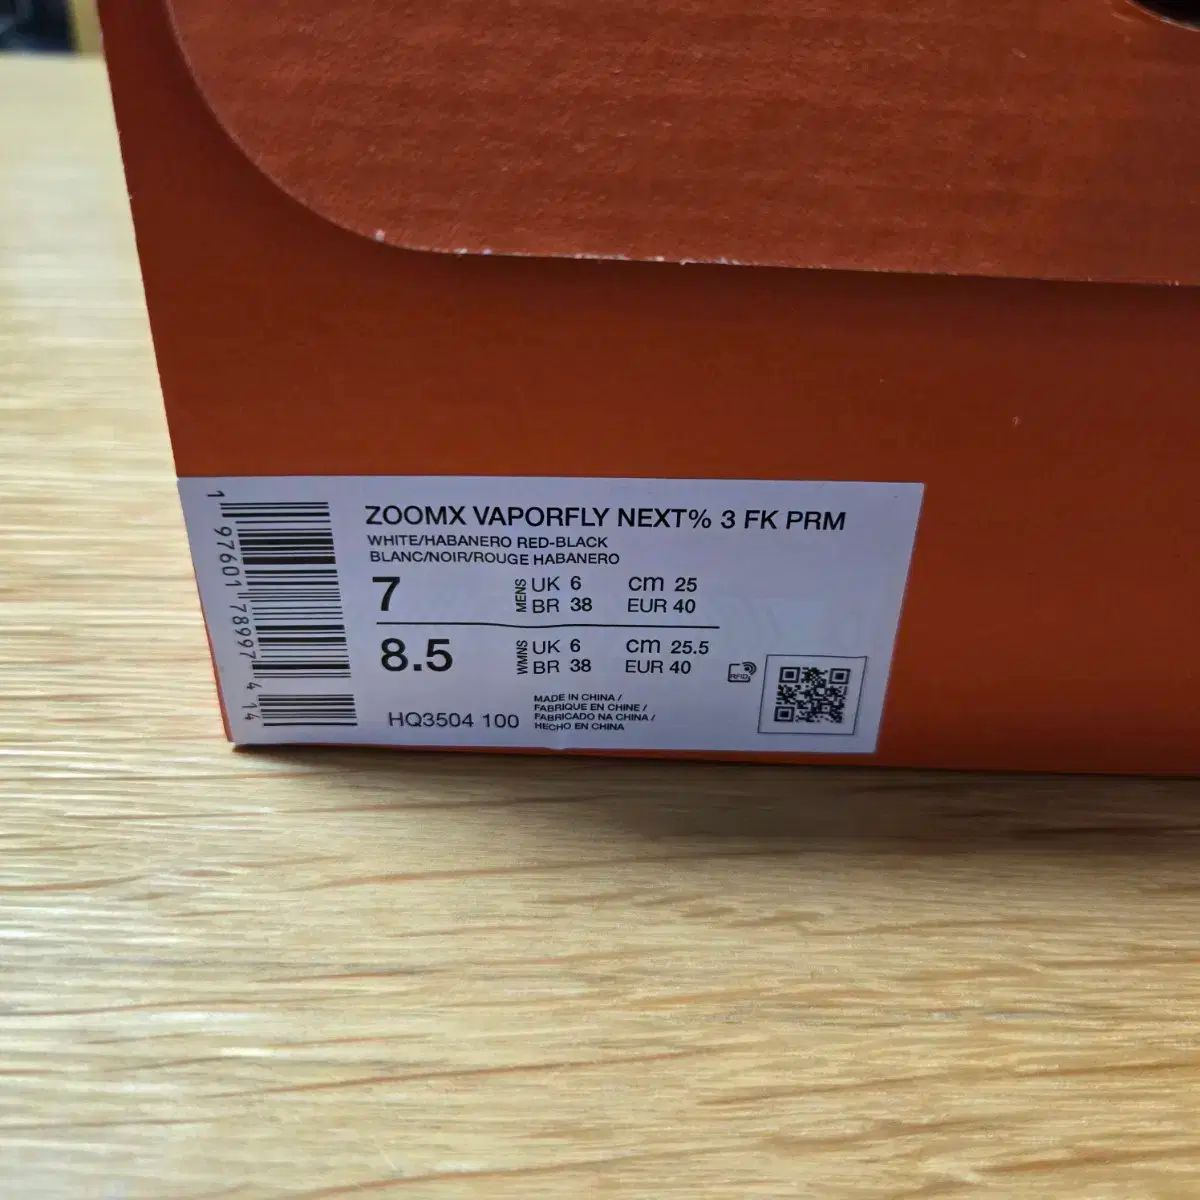 ZOOMX VAPORFLY NEXT% 3 FK PRM
WHITE/HABANERO RED-BLACK
BLANC/NOIR/ROUGE HABANERO
7 MENS UK 6 cm 25
BR 38 EUR 40
8.5 WMNS UK 6 cm 25.5
BR 38 EUR 40
RFID
HQ3504 100
MADE IN CHINA /
FABRIQUE EN CHINE /
FABRICADO NA CHINA /
HECHO EN CHINA
1 97601 78997 4 14